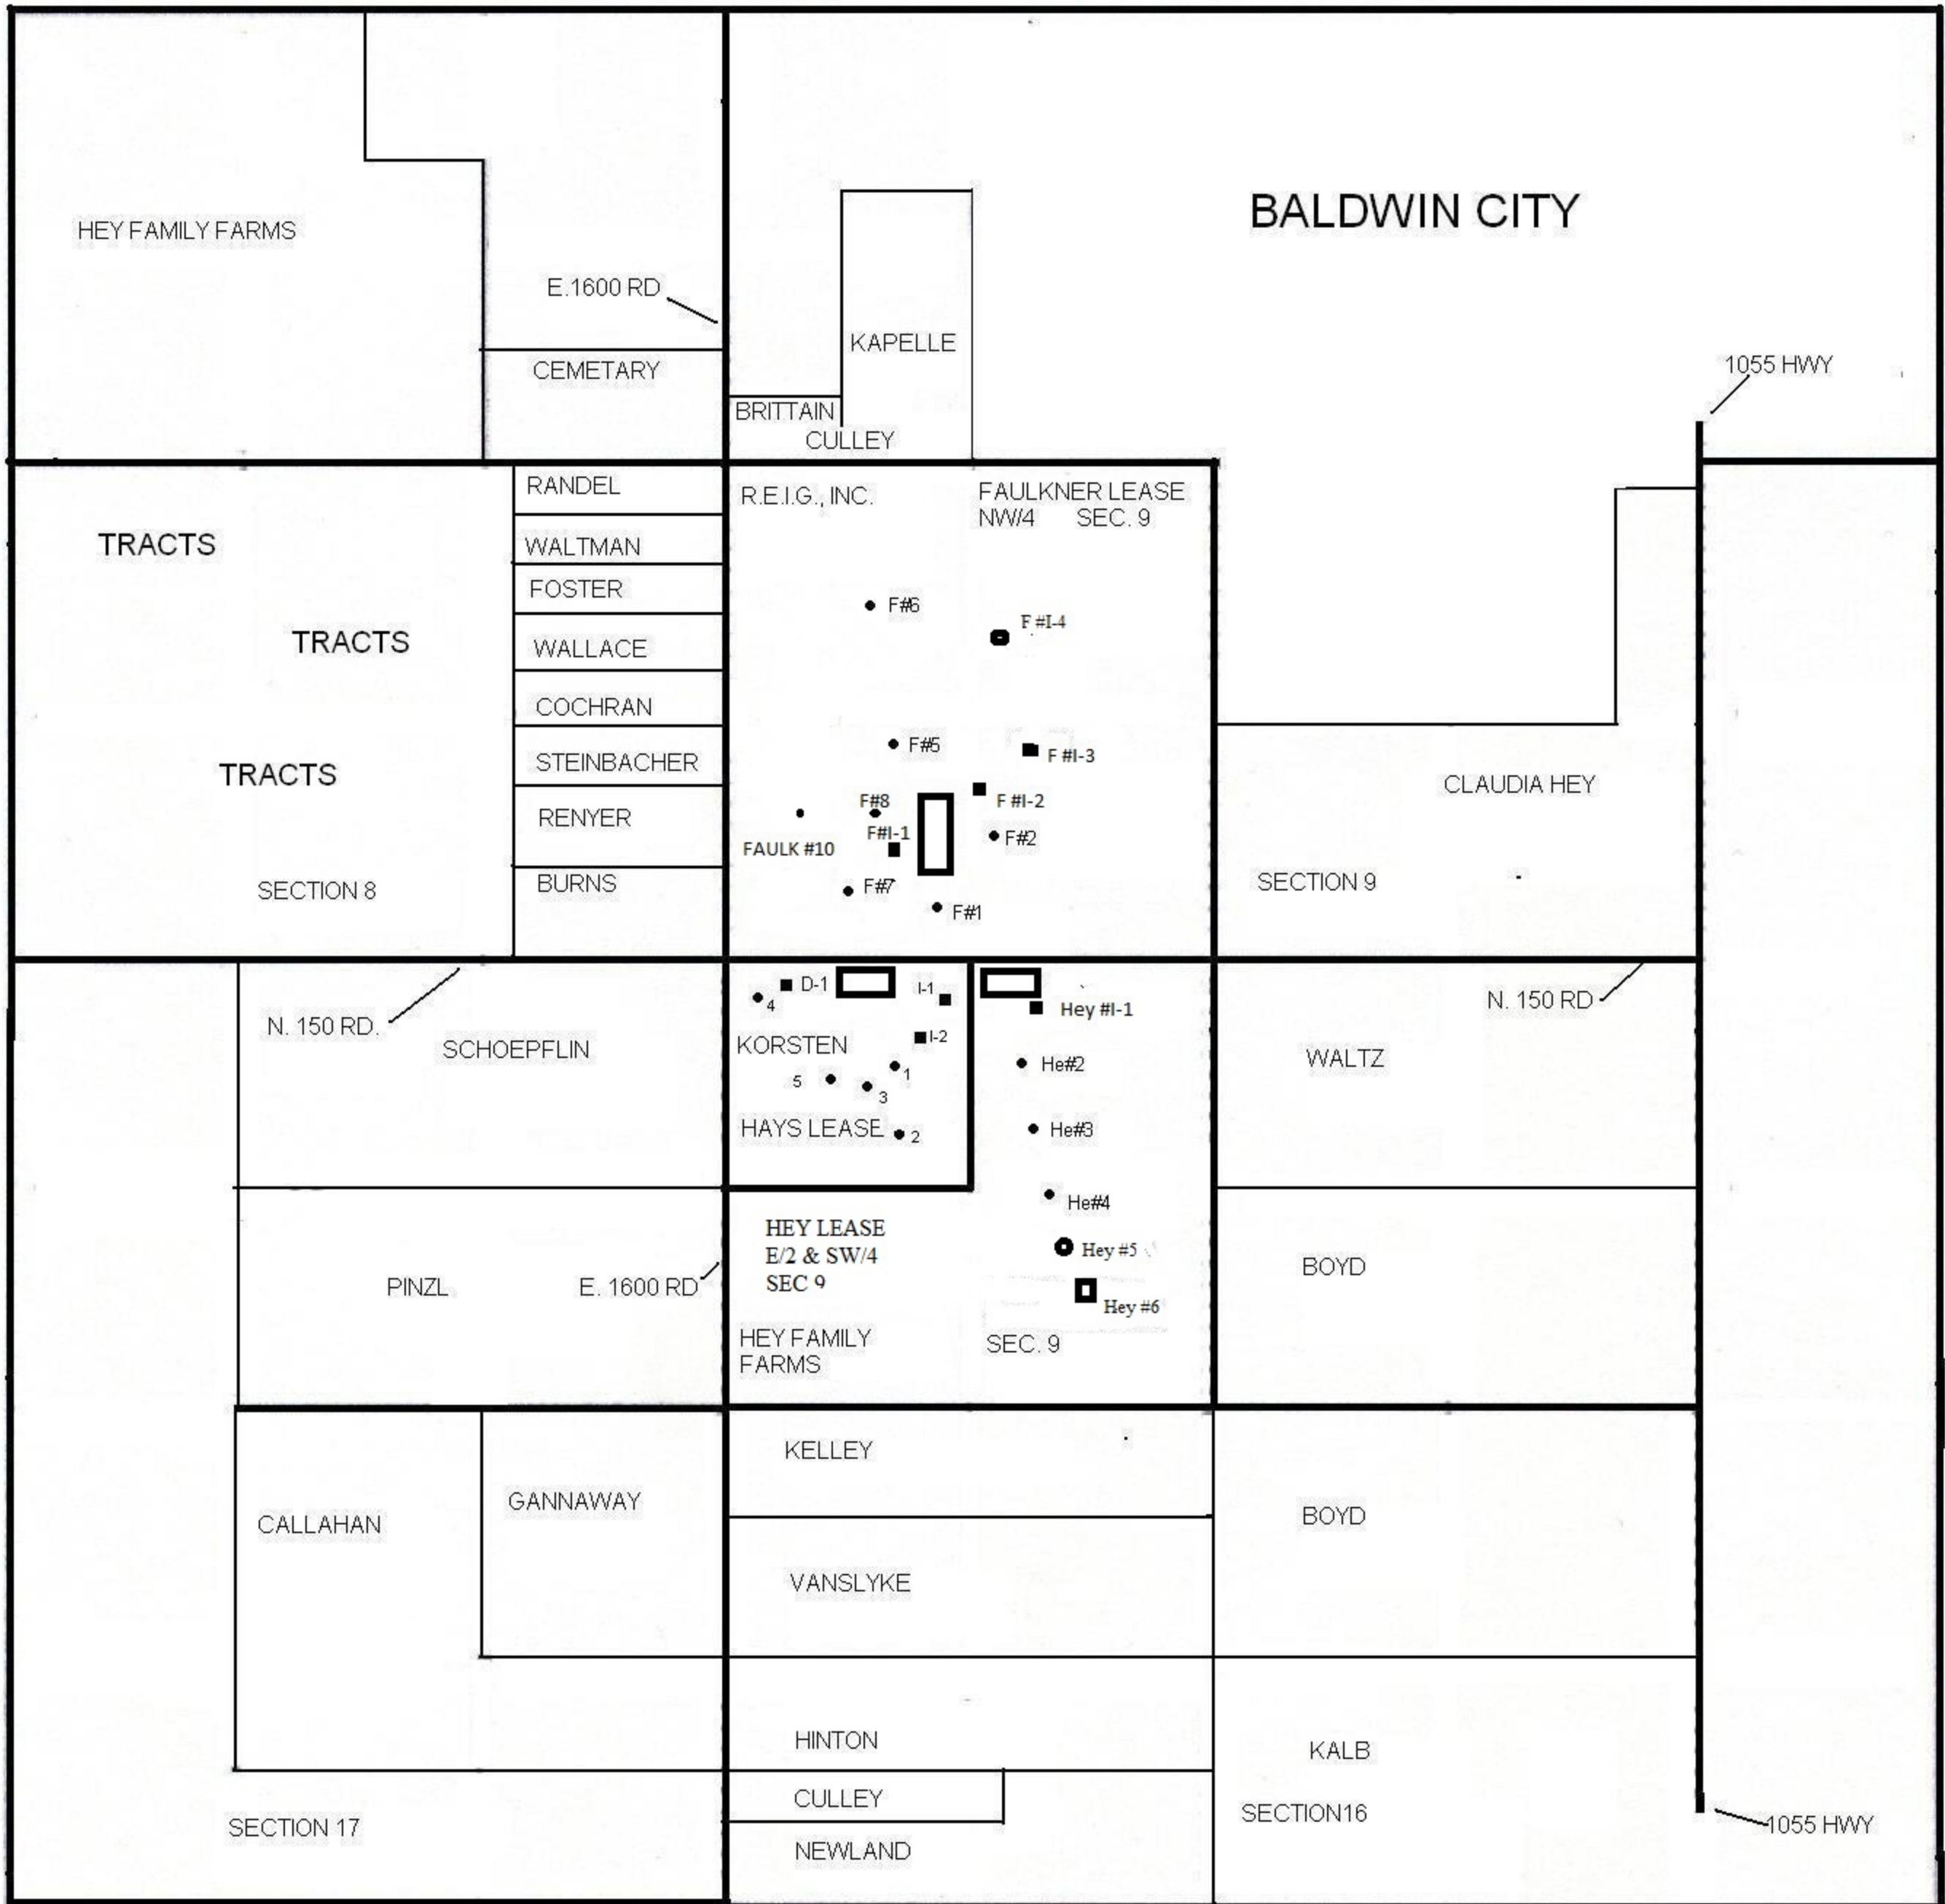 BALDWIN CITY
HEY FAMILY FARMS
E.1600 RD
KAPELLE
CEMETARY
1055 HWY
BRITTAIN
CULLEY
RANDEL
R.E.I.G., INC.
FAULKNER LEASE
NW/4 SEC. 9
TRACTS
WALTMAN
FOSTER
F#6
F #I-4
TRACTS
WALLACE
COCHRAN
F#5
F #I-3
STEINBACHER
TRACTS
CLAUDIA HEY
F#8
F #I-2
RENYER
F#I-1
F#2
FAULK #10
BURNS
SECTION 8
F#7
SECTION 9
F#1
D-1
I-1
4
Hey #I-1
N. 150 RD
N. 150 RD.
I-2
SCHOEPFLIN
KORSTEN
He#2
WALTZ
1
5
3
HAYS LEASE
2
He#3
He#4
HEY LEASE
E/2 & SW/4
SEC 9
Hey #5
BOYD
PINZL
E. 1600 RD
Hey #6
HEY FAMILY
FARMS
SEC. 9
KELLEY
GANNAWAY
CALLAHAN
BOYD
VANSLYKE
HINTON
KALB
CULLEY
SECTION16
SECTION 17
1055 HWY
NEWLAND